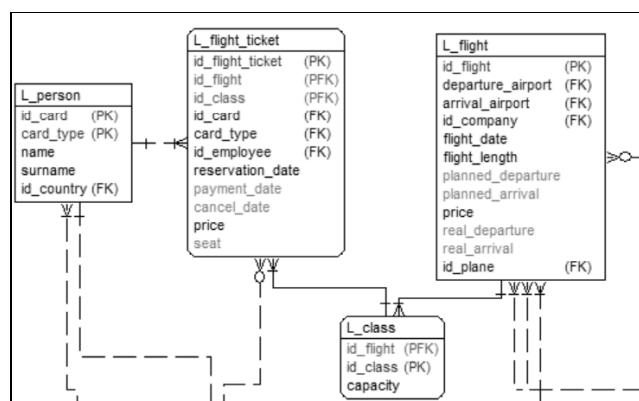 L_person
id_card (PK)
card_type (PK)
name
surname
id_country (FK)
L_flight_ticket
id_flight_ticket (PK)
id_flight (PFK)
id_class (PFK)
id_card (FK)
card_type (FK)
id_employee (FK)
reservation_date
payment_date
cancel_date
price
seat
L_flight
id_flight (PK)
departure_airport (FK)
arrival_airport (FK)
id_company (FK)
flight_date
flight_length
planned_departure
planned_arrival
price
real_departure
real_arrival
id_plane (FK)
L_class
id_flight (PFK)
id_class (PK)
capacity